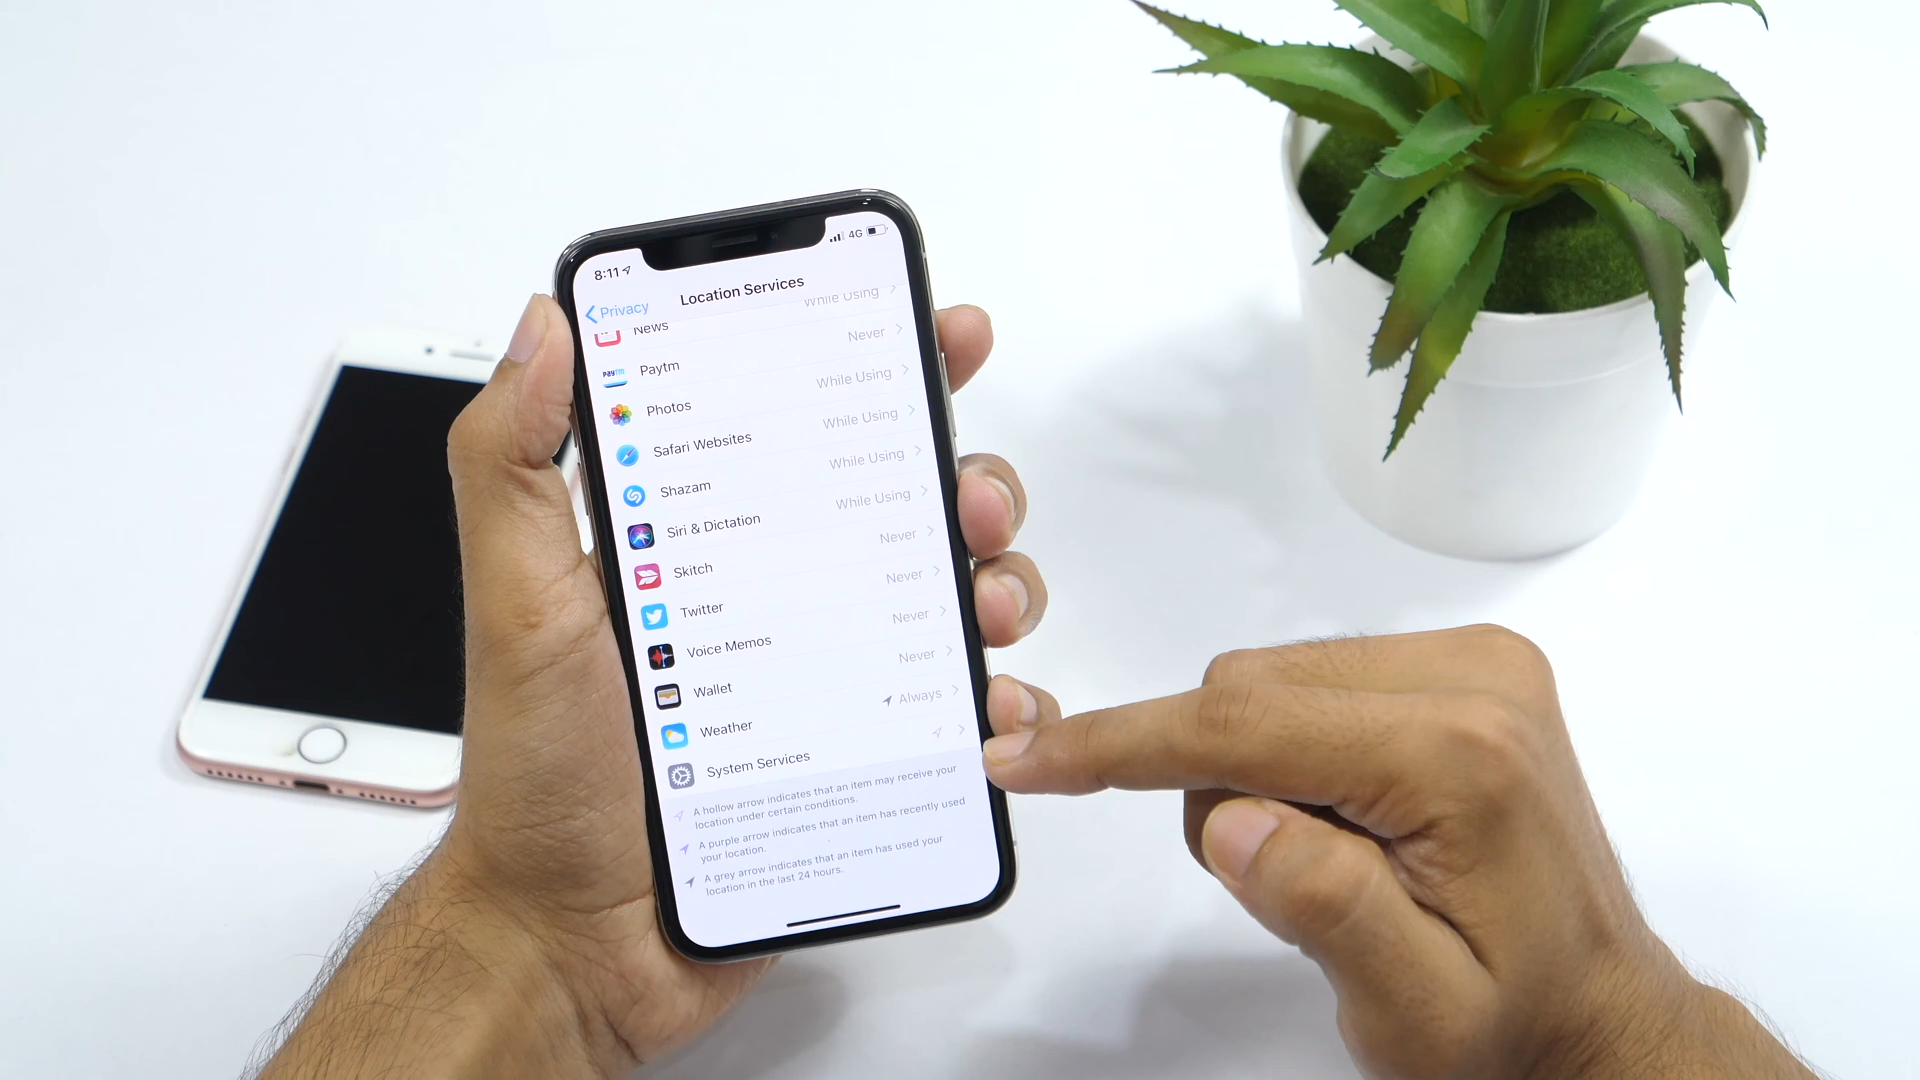 8:11
4G
Privacy
Location Services
News
While Using
Paytm
Never
Photos
While Using
Safari Websites
While Using
Shazam
While Using
Siri & Dictation
While Using
Skitch
Never
Twitter
Never
Voice Memos
Never
Wallet
Never
Weather
Always
System Services
A hollow arrow indicates that an item may receive your
location under certain conditions.
A purple arrow indicates that an item has recently used
your location.
A grey arrow indicates that an item has used your
location in the last 24 hours.